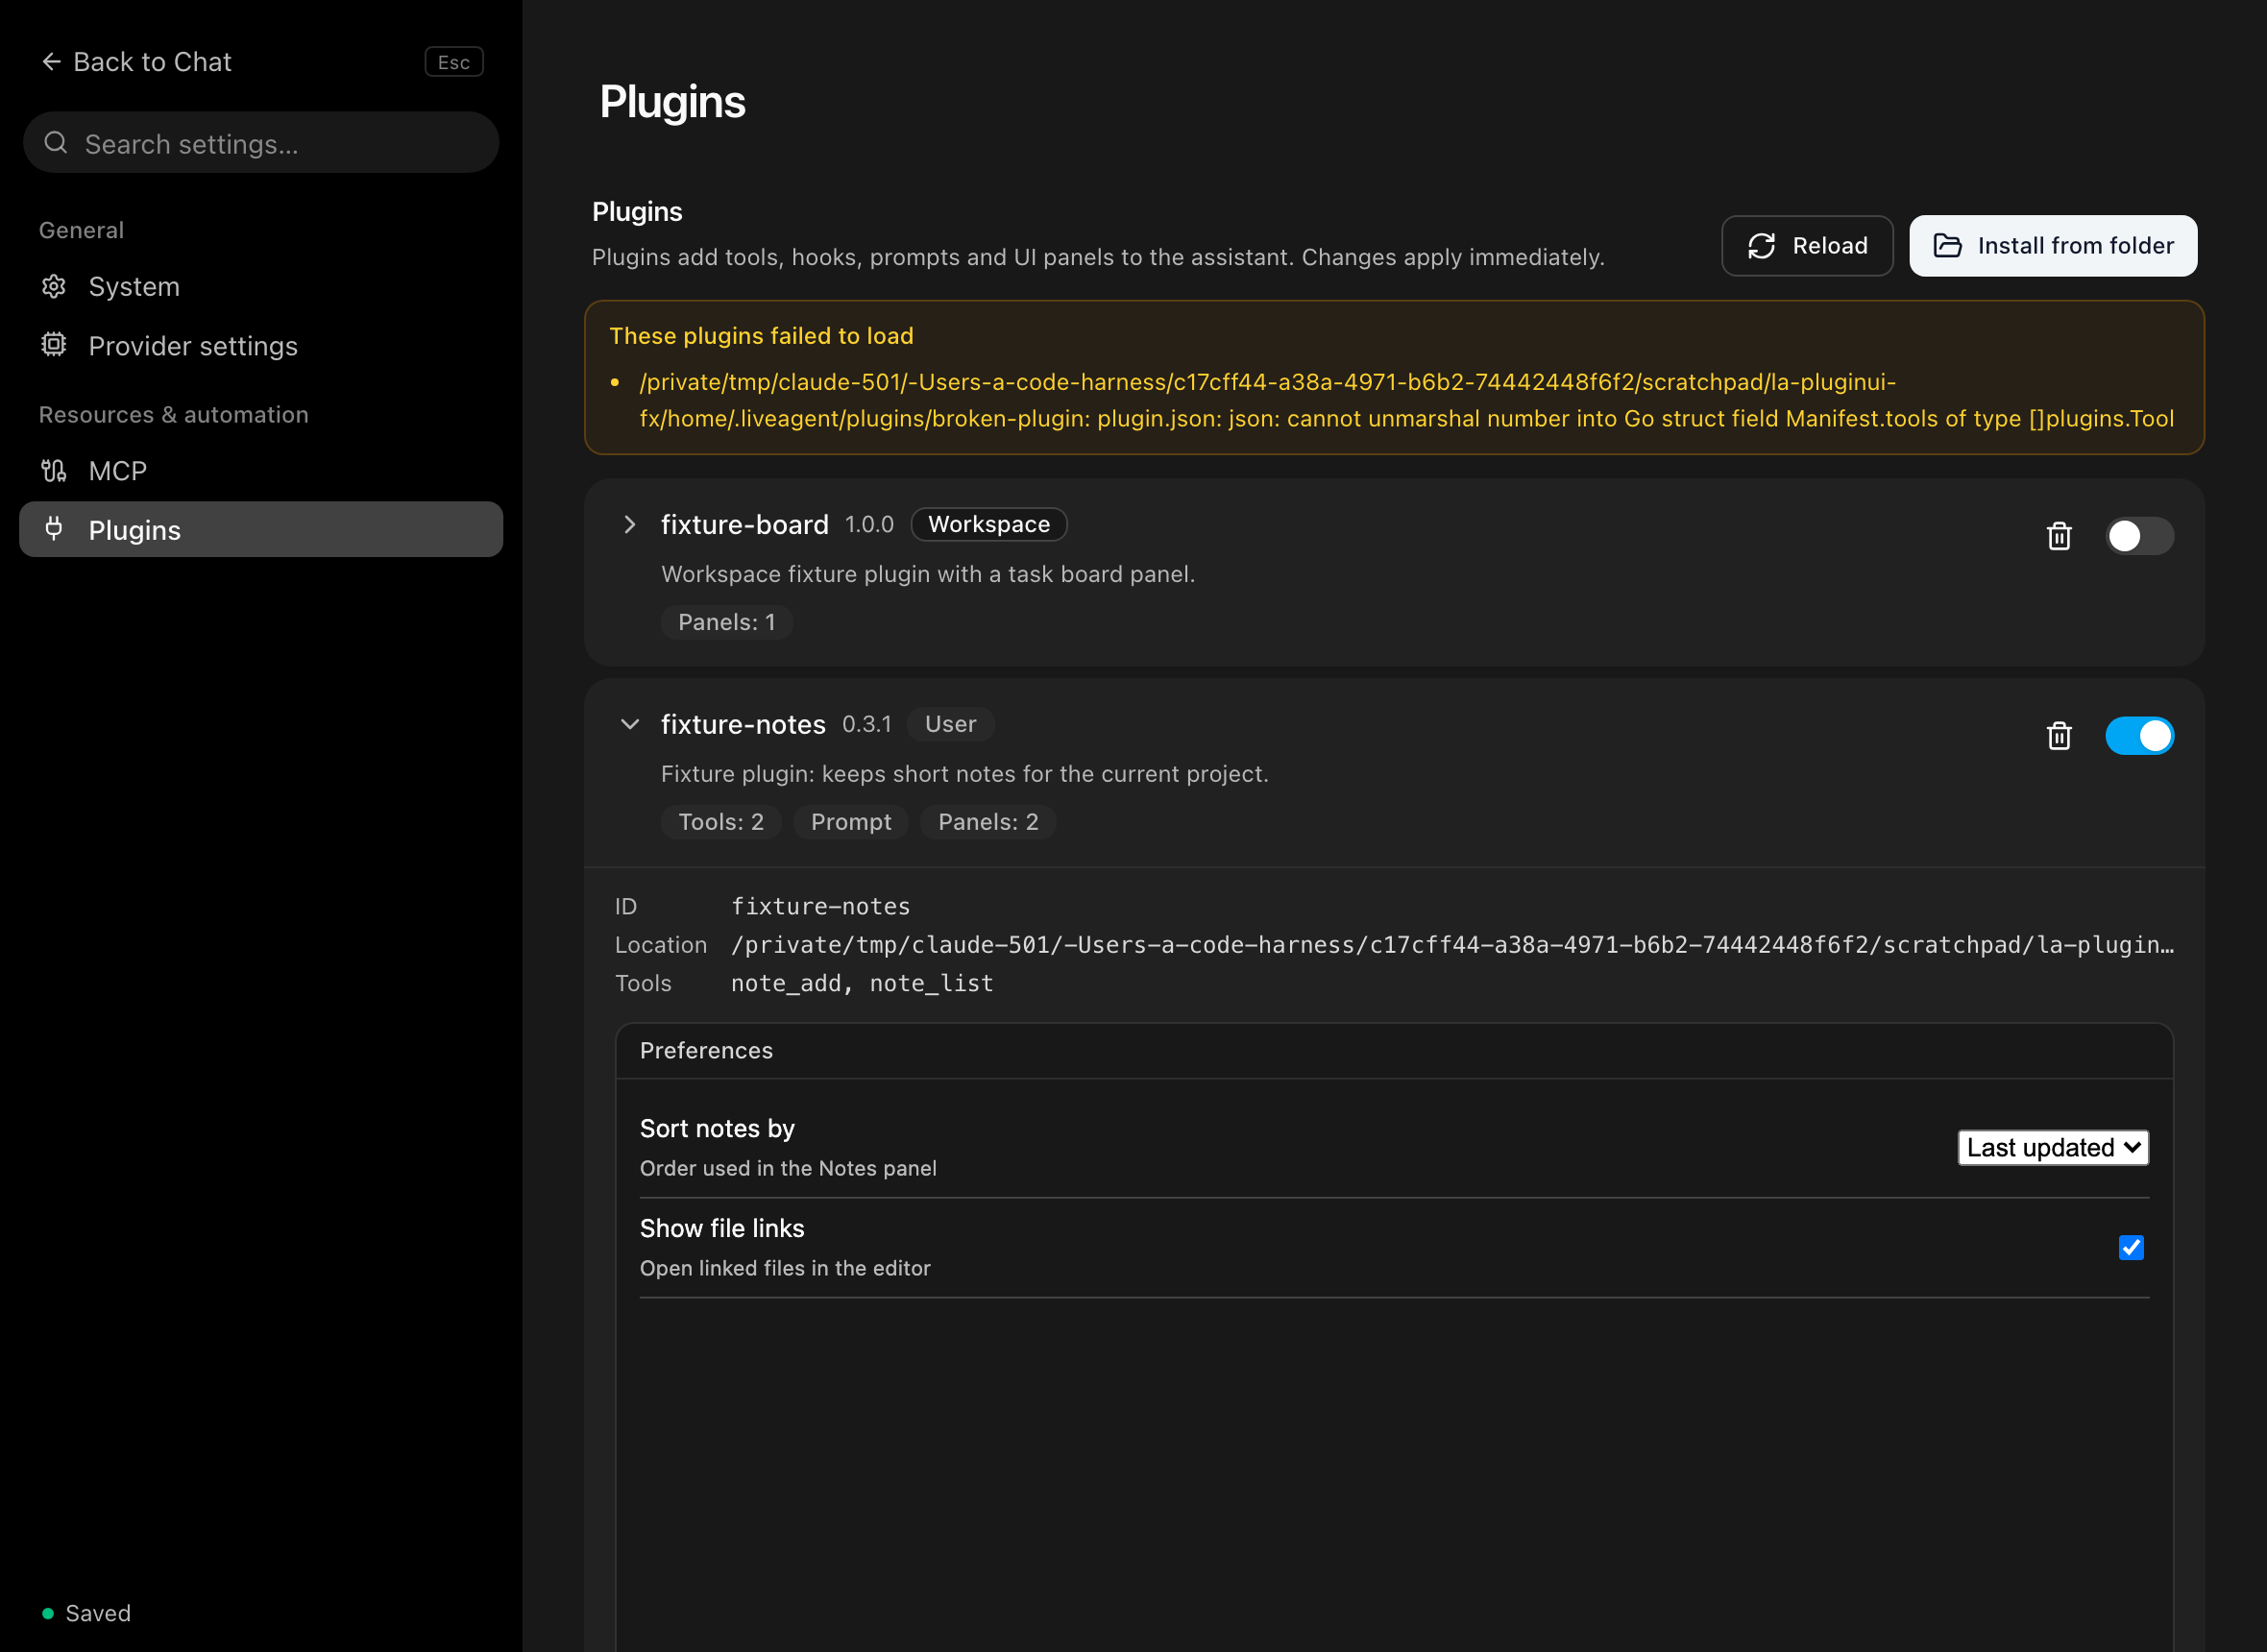 Back to Chat
Esc
Search settings...
General
System
Provider settings
Resources & automation
MCP
Plugins
Saved
Plugins
Plugins
Plugins add tools, hooks, prompts and UI panels to the assistant. Changes apply immediately.
Reload
Install from folder
These plugins failed to load
/private/tmp/claude-501/-Users-a-code-harness/c17cff44-a38a-4971-b6b2-74442448f6f2/scratchpad/la-pluginui-
fx/home/.liveagent/plugins/broken-plugin: plugin.json: json: cannot unmarshal number into Go struct field Manifest.tools of type []plugins.Tool
fixture-board 1.0.0 Workspace
Workspace fixture plugin with a task board panel.
Panels: 1
fixture-notes 0.3.1 User
Fixture plugin: keeps short notes for the current project.
Tools: 2 Prompt Panels: 2
ID fixture-notes
Location /private/tmp/claude-501/-Users-a-code-harness/c17cff44-a38a-4971-b6b2-74442448f6f2/scratchpad/la-plugin…
Tools note_add, note_list
Preferences
Sort notes by
Last updated
Order used in the Notes panel
Show file links
Open linked files in the editor